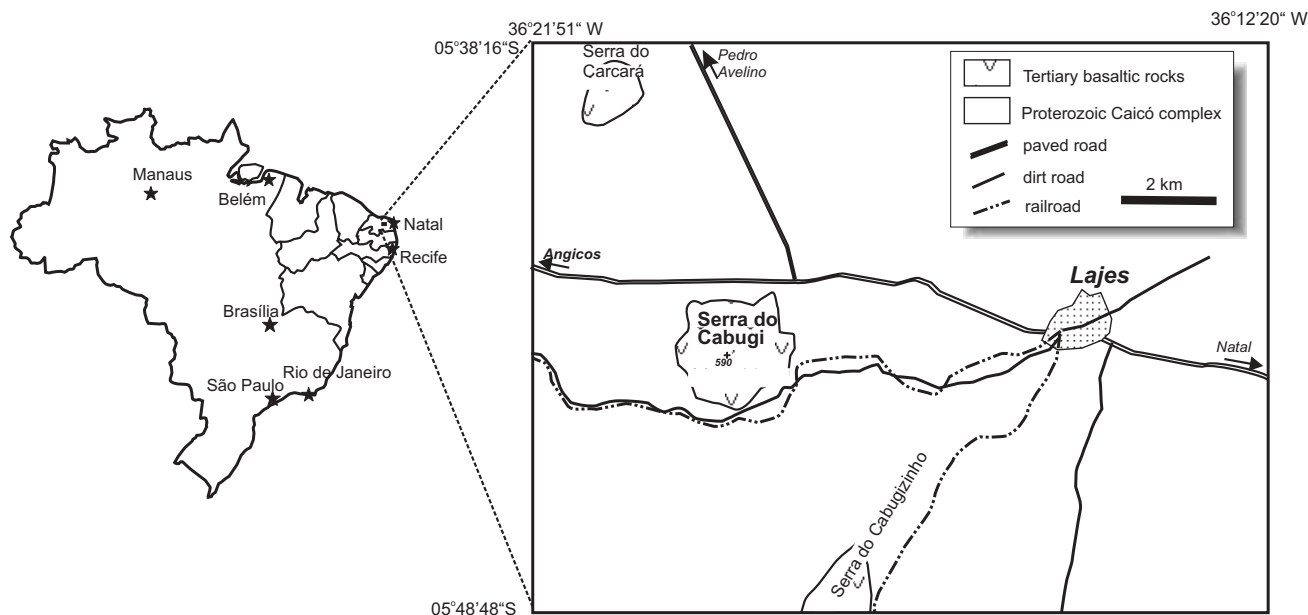 36°21'51“ W
36°12'20“ W
05°38'16“S
Serra do
Carcará
Pedro
Avelino
Tertiary basaltic rocks
Proterozoic Caicó complex
paved road
dirt road
2 km
railroad
Manaus
Belém
Natal
Recife
Angicos
Lajes
Brasília
Serra do
Cabugi
590
Natal
Rio de Janeiro
São Paulo
Serra do Cabugizinho
05°48'48“S